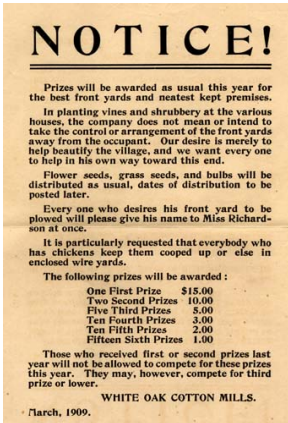 NOTICE!
Prizes will be awarded as usual this year for
the best front yards and neatest kept premises.
In planting vines and shrubbery at the various
houses, the company does not mean or intend to
take the control or arrangement of the front yards
away from the occupant. Our desire is merely to
help beautify the village, and we want every one
to help in his own way toward this end.
Flower seeds, grass seeds, and bulbs will be
distributed as usual, dates of distribution to be
posted later.
Every one who desires his front yard to be
plowed will please give his name to Miss Richard-
son at once.
It is particularly requested that everybody who
has chickens keep them cooped up or else in
enclosed wire yards.
The following prizes will be awarded :
One First Prize $15.00
Two Second Prizes 10.00
Five Third Prizes 5.00
Ten Fourth Prizes 3.00
Ten Fifth Prizes 2.00
Fifteen Sixth Prizes 1.00
Those who received first or second prizes last
year will not be allowed to compete for these prizes
this year. They may, however, compete for third
prize or lower.
WHITE OAK COTTON MILLS.
March, 1909.